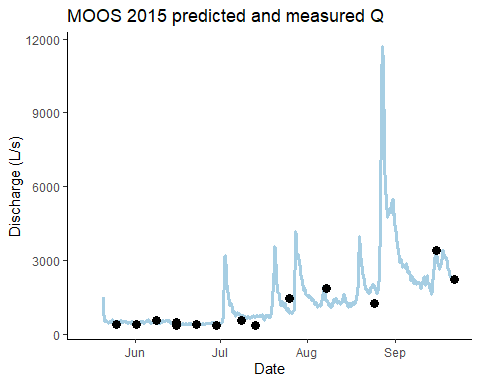 MOOS 2015 predicted and measured Q
12000
9000
6000
3000
0
Discharge (L/s)
Jun Jul Aug Sep
Date